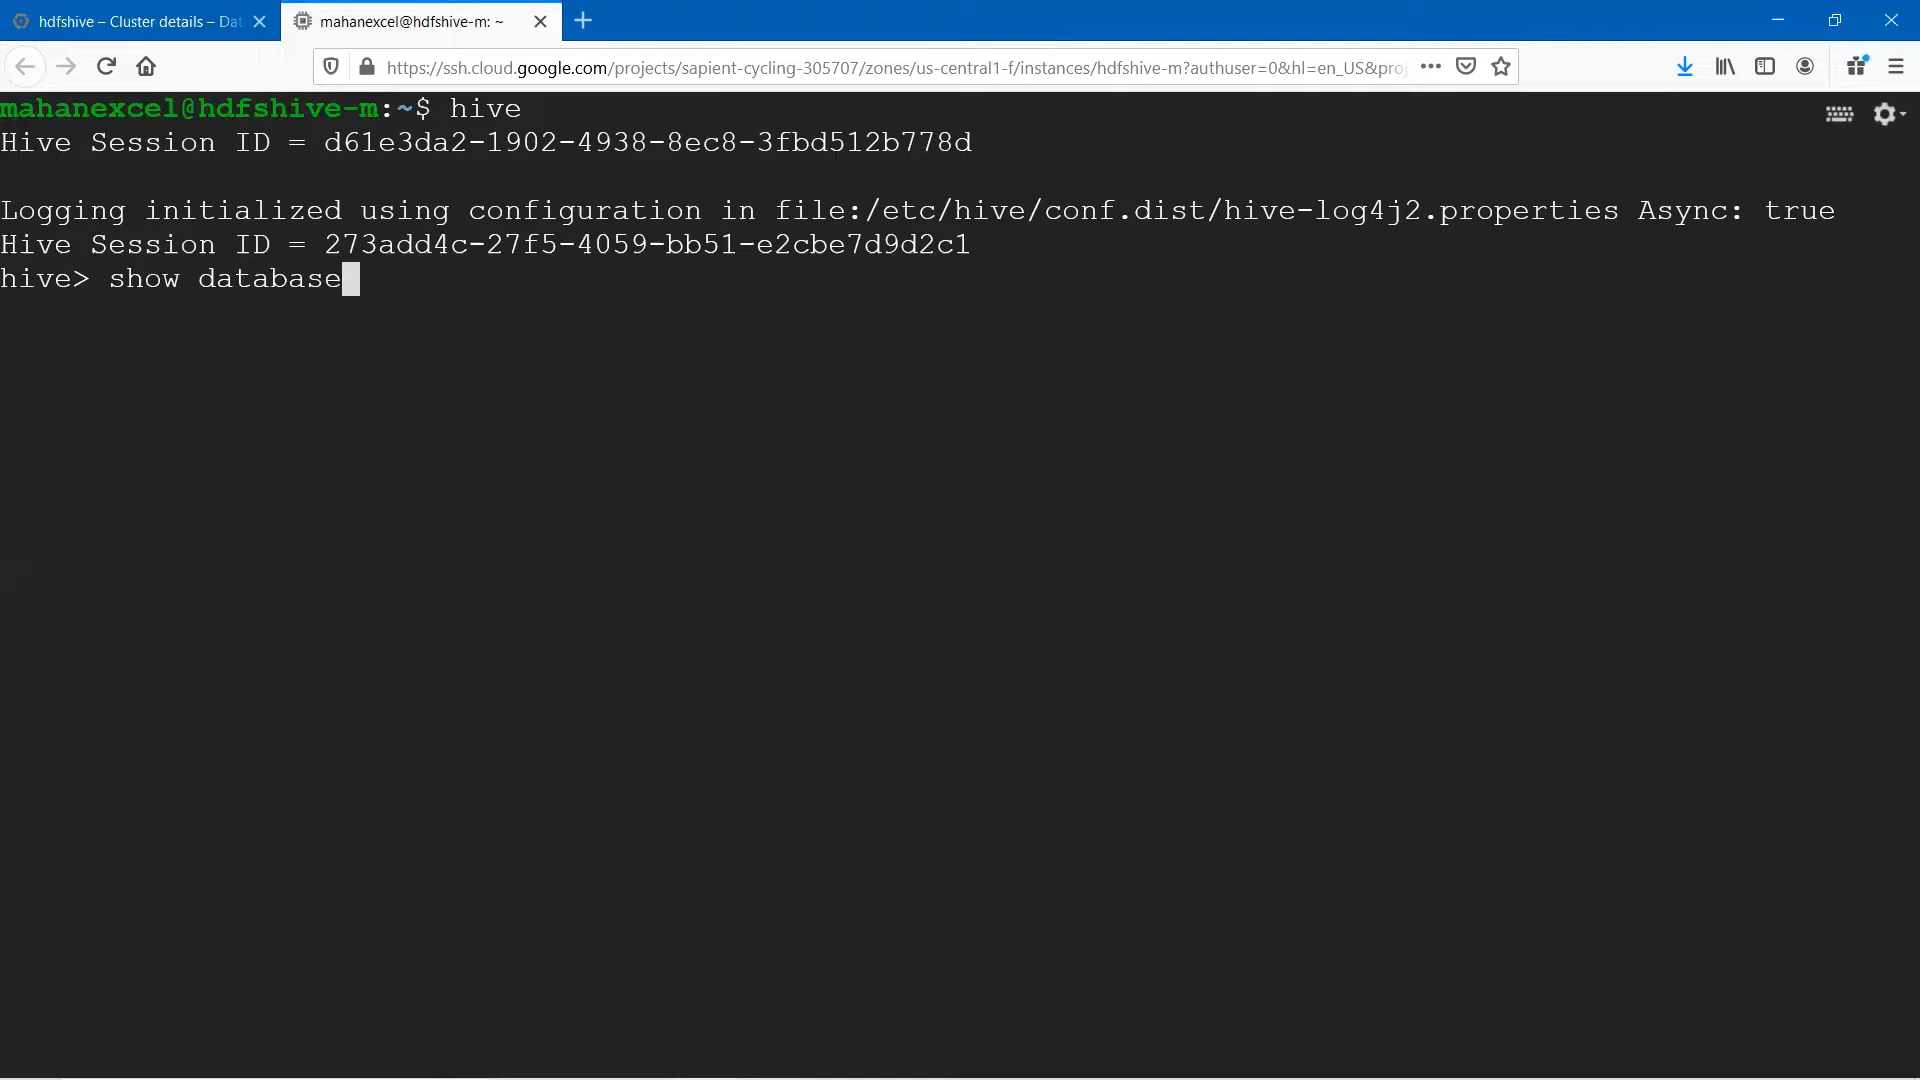 hdfshive – Cluster details – Dat
mahanexcel@hdfshive-m: ~
https://ssh.cloud.google.com/projects/sapient-cycling-305707/zones/us-central1-f/instances/hdfshive-m?authuser=0&hl=en_US&proj
mahanexcel@hdfshive-m:~$ hive
Hive Session ID = d61e3da2-1902-4938-8ec8-3fbd512b778d
Logging initialized using configuration in file:/etc/hive/conf.dist/hive-log4j2.properties Async: true
Hive Session ID = 273add4c-27f5-4059-bb51-e2cbe7d9d2c1
hive> show database